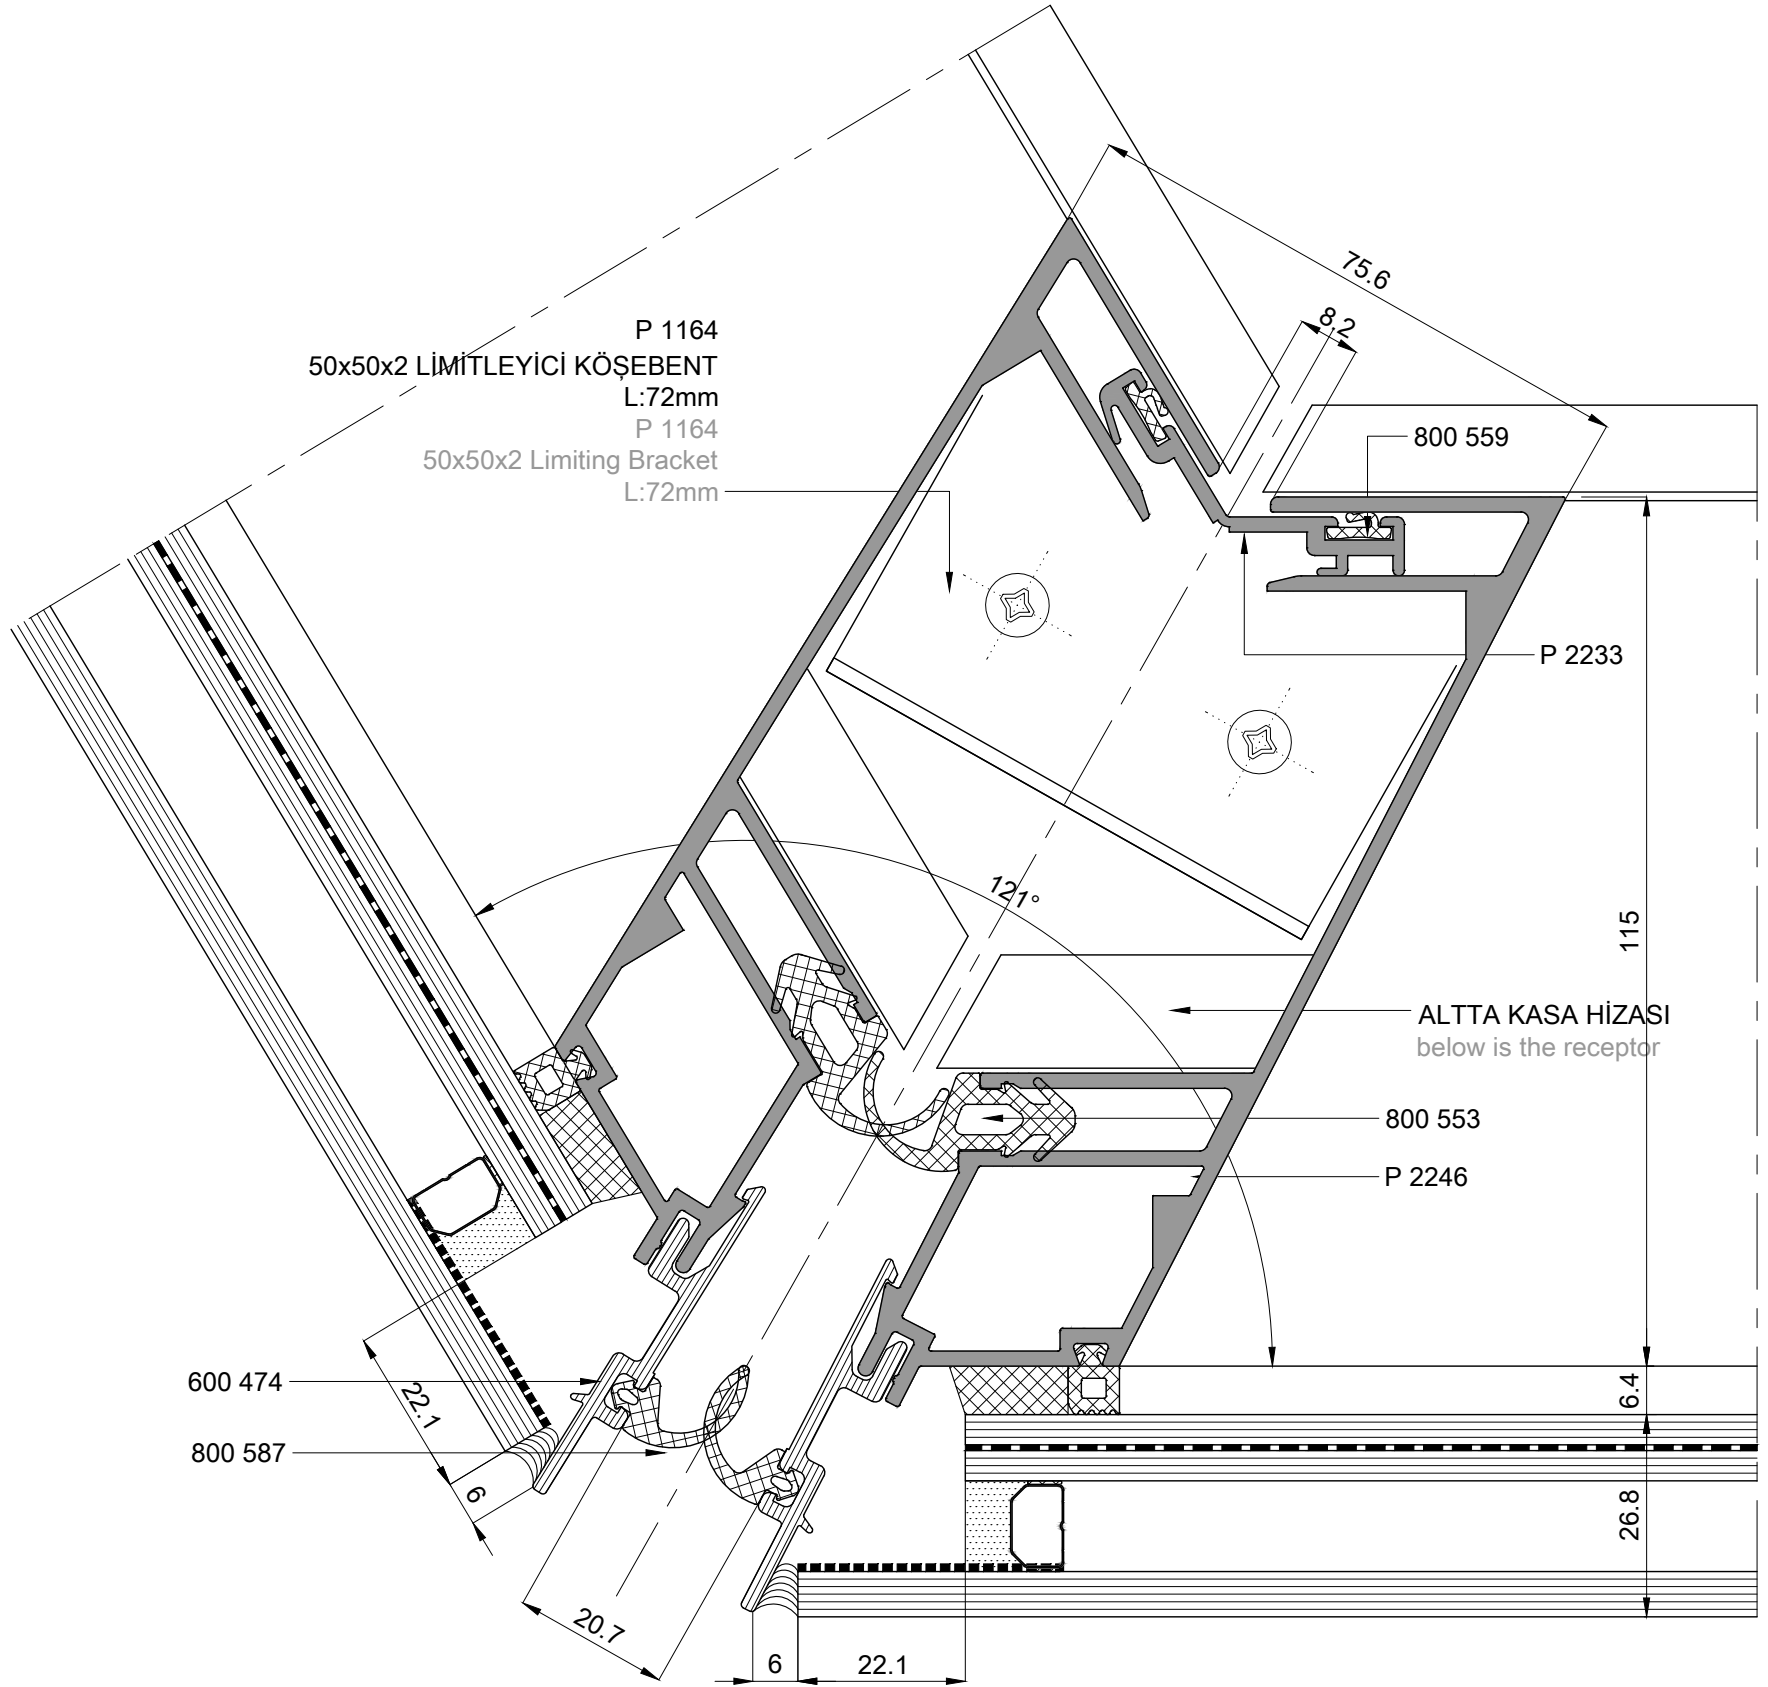 75.6
8.2
P 1164
50x50x2 LİMİTLEYİCİ KÖŞEBENT
L:72mm
P 1164
50x50x2 Limiting Bracket
L:72mm
800 559
P 2233
121°
115
ALTTA KASA HİZASI
below is the receptor
800 553
P 2246
600 474
22.1
6.4
800 587
6
26.8
20.7
6
22.1